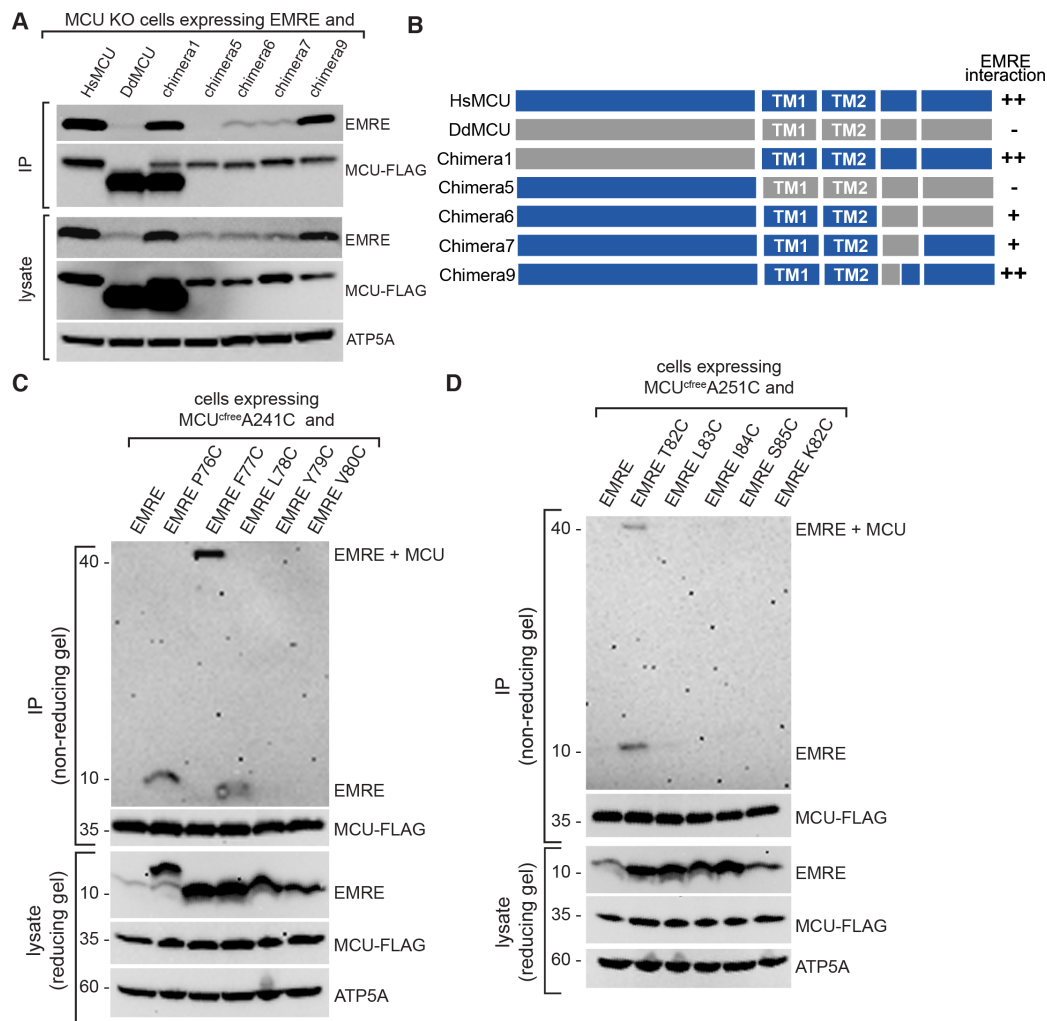 A
MCU KO cells expressing EMRE and
HsMCU
DdMCU
chimera1
chimera5
chimera6
chimera7
chimera9
IP
EMRE
MCU-FLAG
lysate
EMRE
MCU-FLAG
ATP5A
B
EMRE
interaction
HsMCU TM1 TM2 ++
DdMCU TM1 TM2 -
Chimera1 TM1 TM2 ++
Chimera5 TM1 TM2 -
Chimera6 TM1 TM2 +
Chimera7 TM1 TM2 +
Chimera9 TM1 TM2 ++
C
cells expressing
MCUcfreeA241C and
EMRE
EMRE P76C
EMRE F77C
EMRE L78C
EMRE Y79C
EMRE V80C
IP
(non-reducing gel)
40 - EMRE + MCU
10 - EMRE
35 - MCU-FLAG
lysate
(reducing gel)
10 - EMRE
35 - MCU-FLAG
60 - ATP5A
D
cells expressing
MCUcfreeA251C and
EMRE
EMRE T82C
EMRE L83C
EMRE I84C
EMRE S85C
EMRE K82C
IP
(non-reducing gel)
40 - EMRE + MCU
10 - EMRE
35 - MCU-FLAG
lysate
(reducing gel)
10 - EMRE
35 - MCU-FLAG
60 - ATP5A